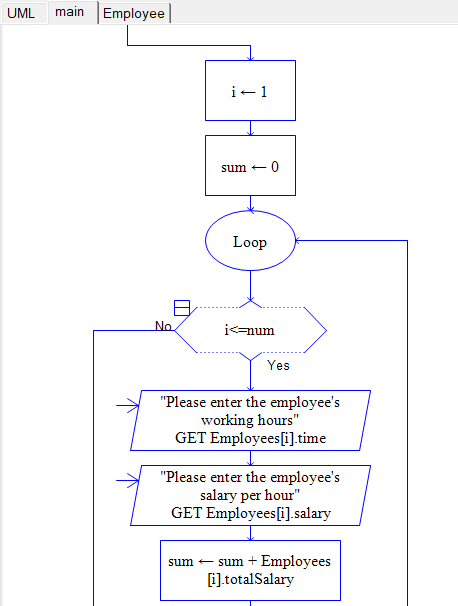 UML main Employee
i ← 1
sum ← 0
Loop
No
i<=num
Yes
"Please enter the employee's
working hours"
GET Employees[i].time
"Please enter the employee's
salary per hour"
GET Employees[i].salary
sum ← sum + Employees
[i].totalSalary